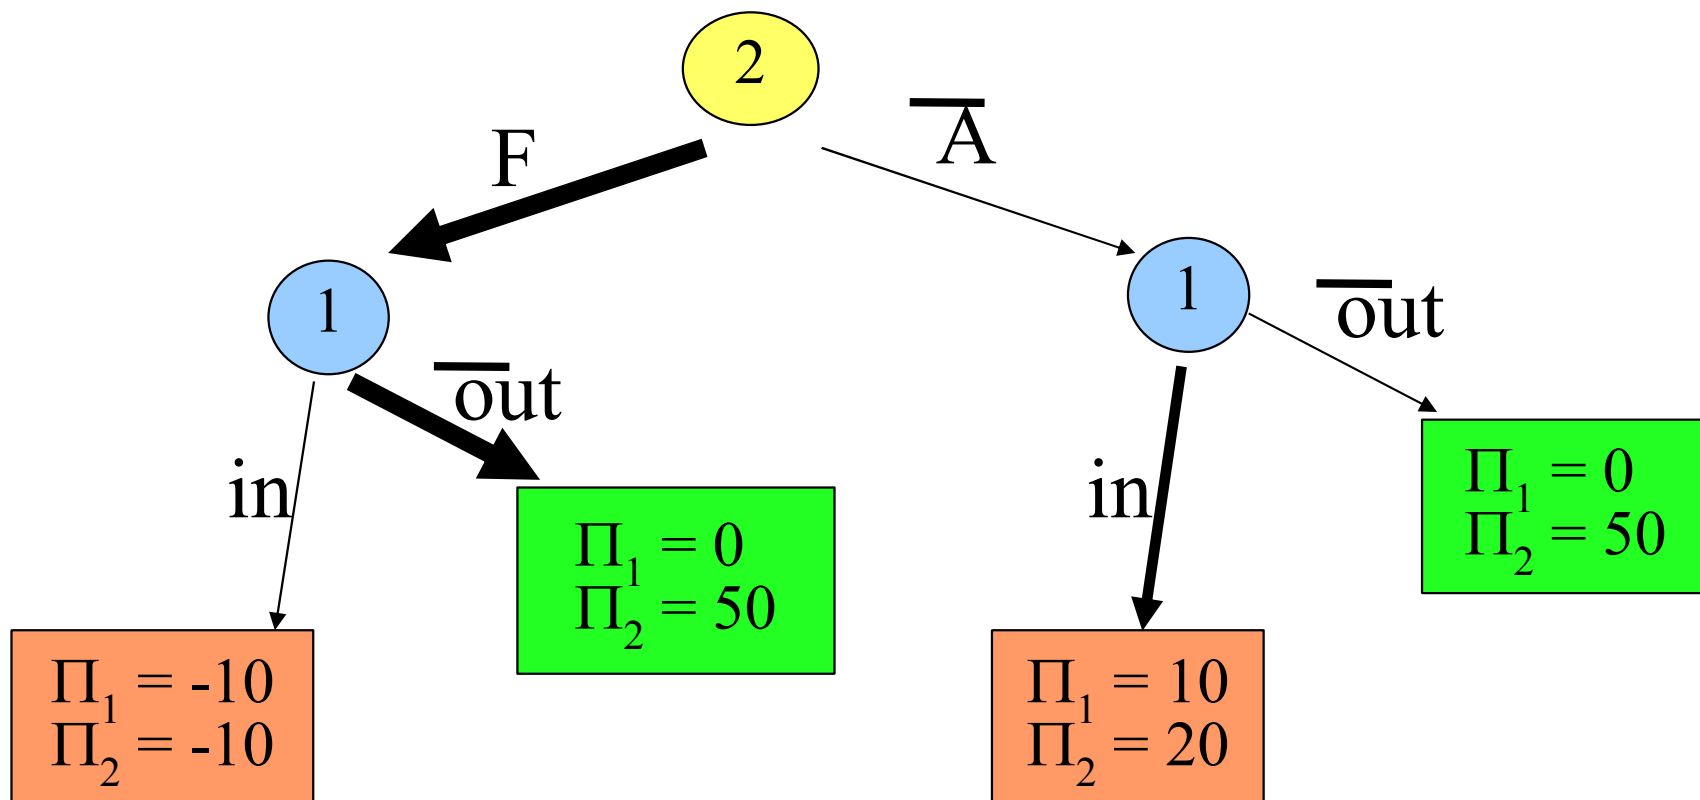 2
F
A
1
1
out
out
in
in
Π1 = 0
Π2 = 50
Π1 = 0
Π2 = 50
Π1 = -10
Π2 = -10
Π1 = 10
Π2 = 20